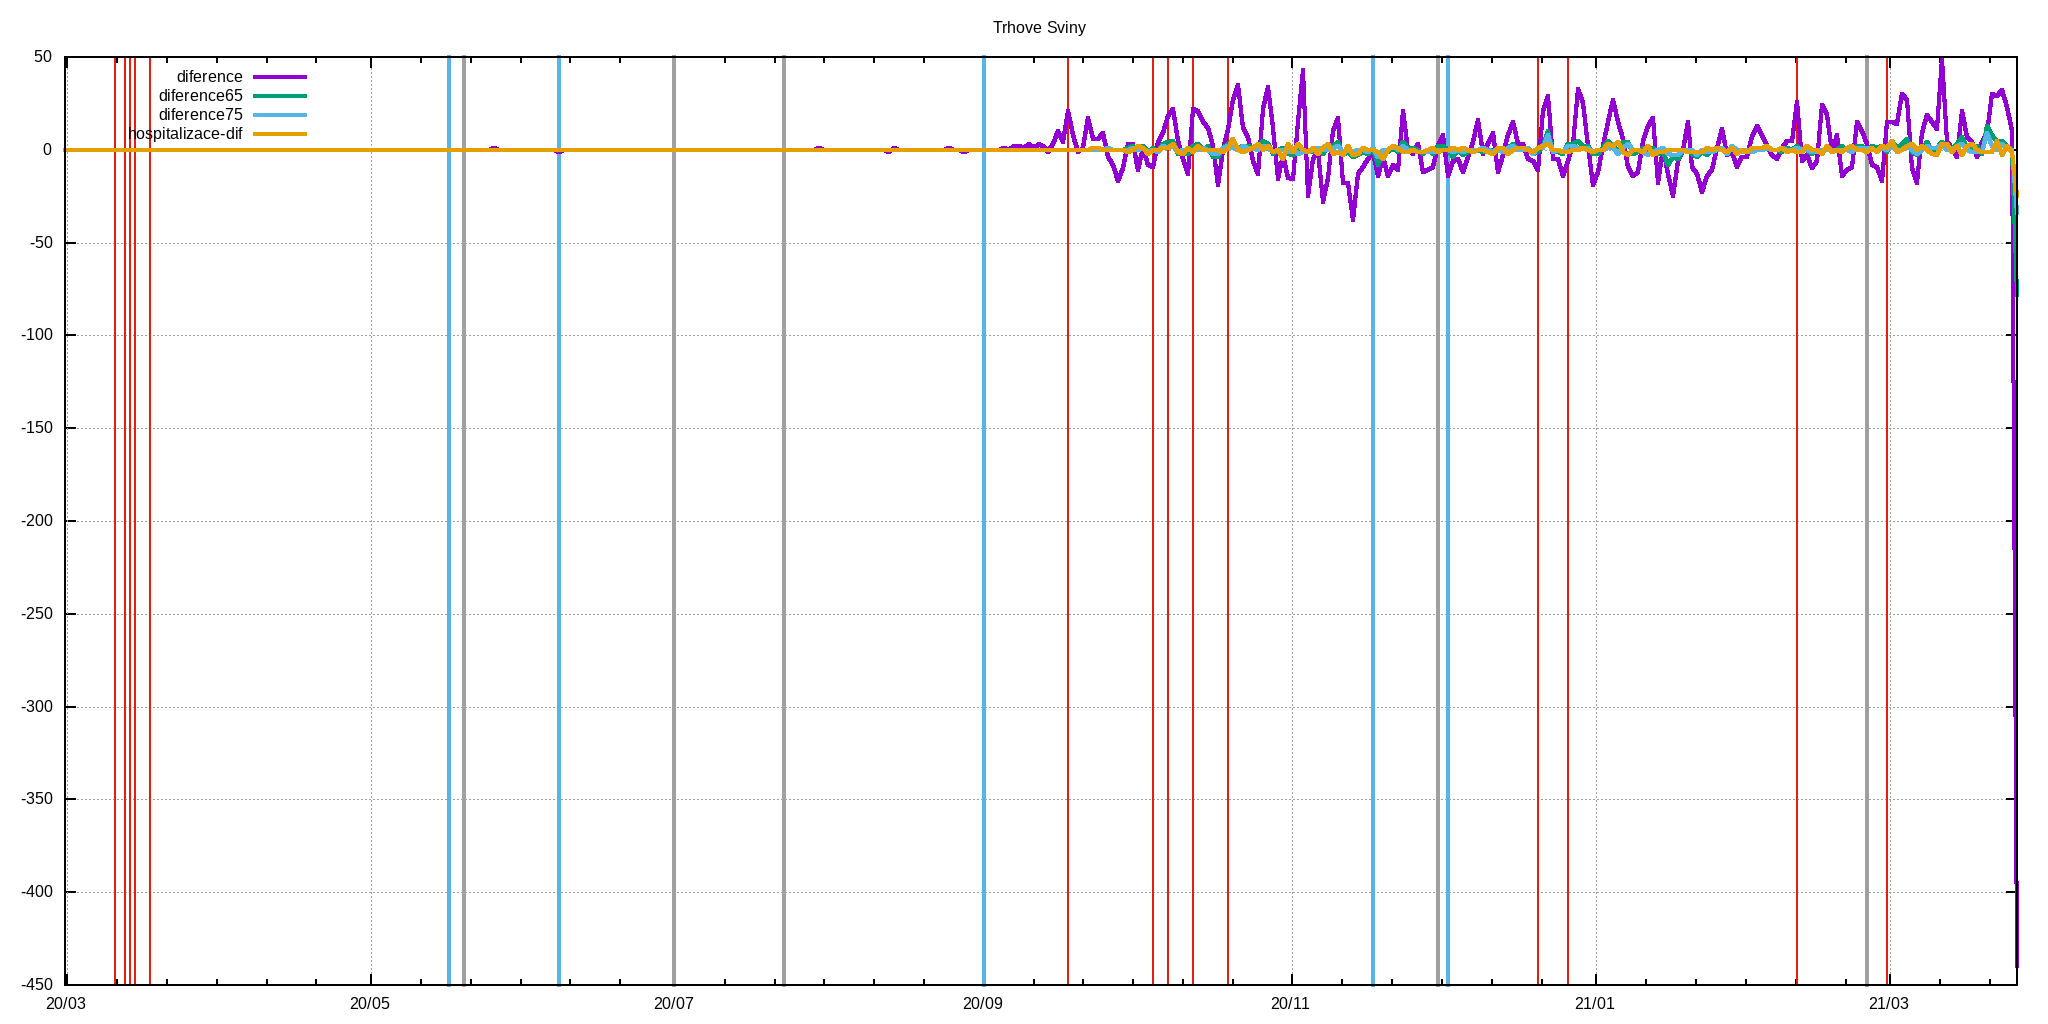 Trhove Sviny
50
diference
diference65
diference75
hospitalizace-dif
0
-50
-100
-150
-200
-250
-300
-350
-400
-450
20/03 20/05 20/07 20/09 20/11 21/01 21/03